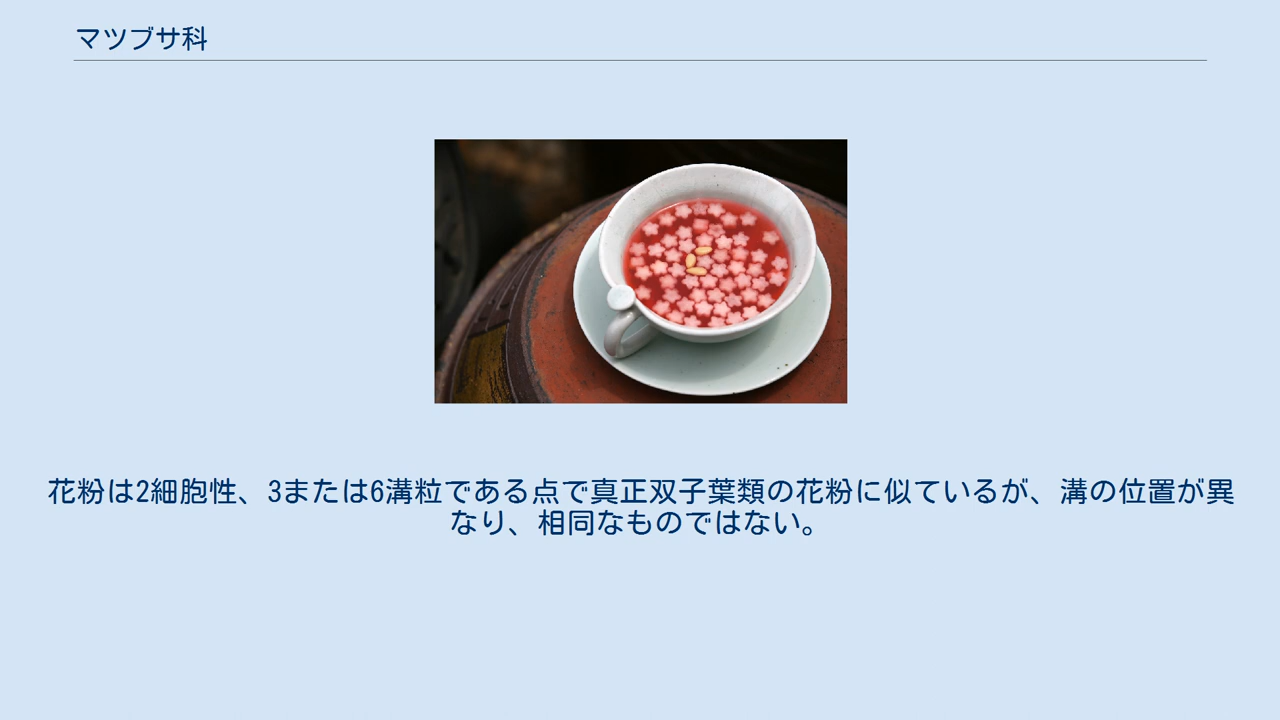 マツブサ科
花粉は2細胞性、3または6溝粒である点で真正双子葉類の花粉に似ているが、溝の位置が異
なり、相同なものではない。